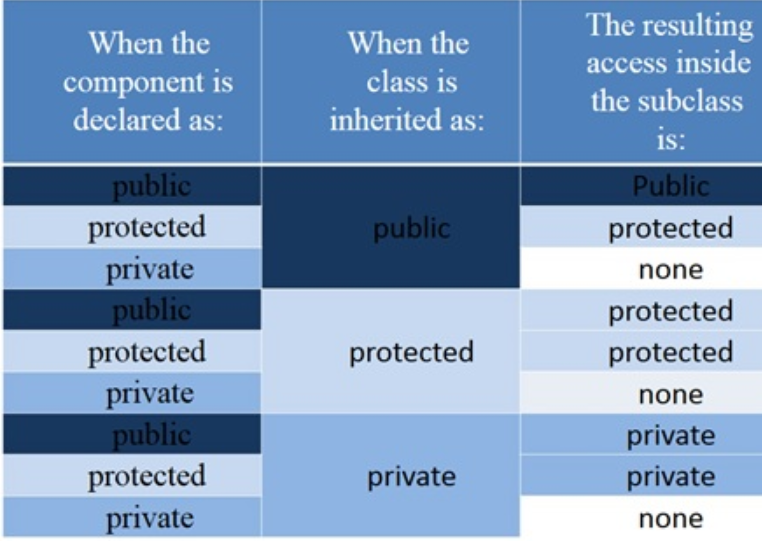 When the
component is
declared as:
When the
class is
inherited as:
The resulting
access inside
the subclass
is:
public
public
Public
protected
protected
private
none
public
protected
protected
protected
protected
private
none
public
private
private
protected
private
private
none